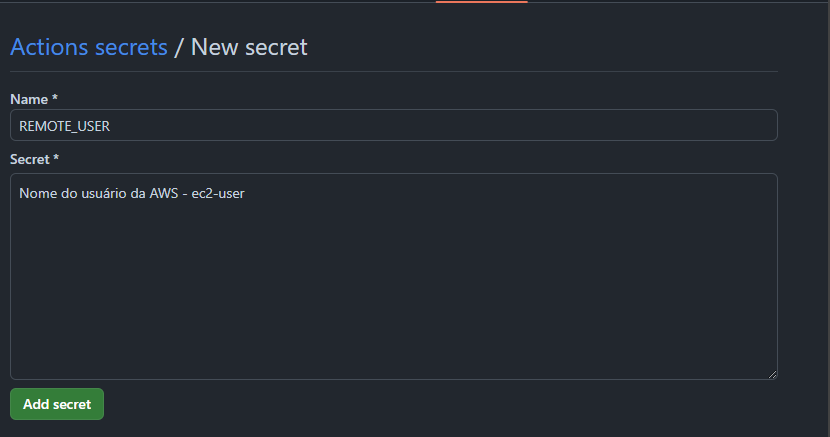 Actions secrets / New secret
Name *
REMOTE_USER
Secret *
Nome do usuário da AWS - ec2-user
Add secret